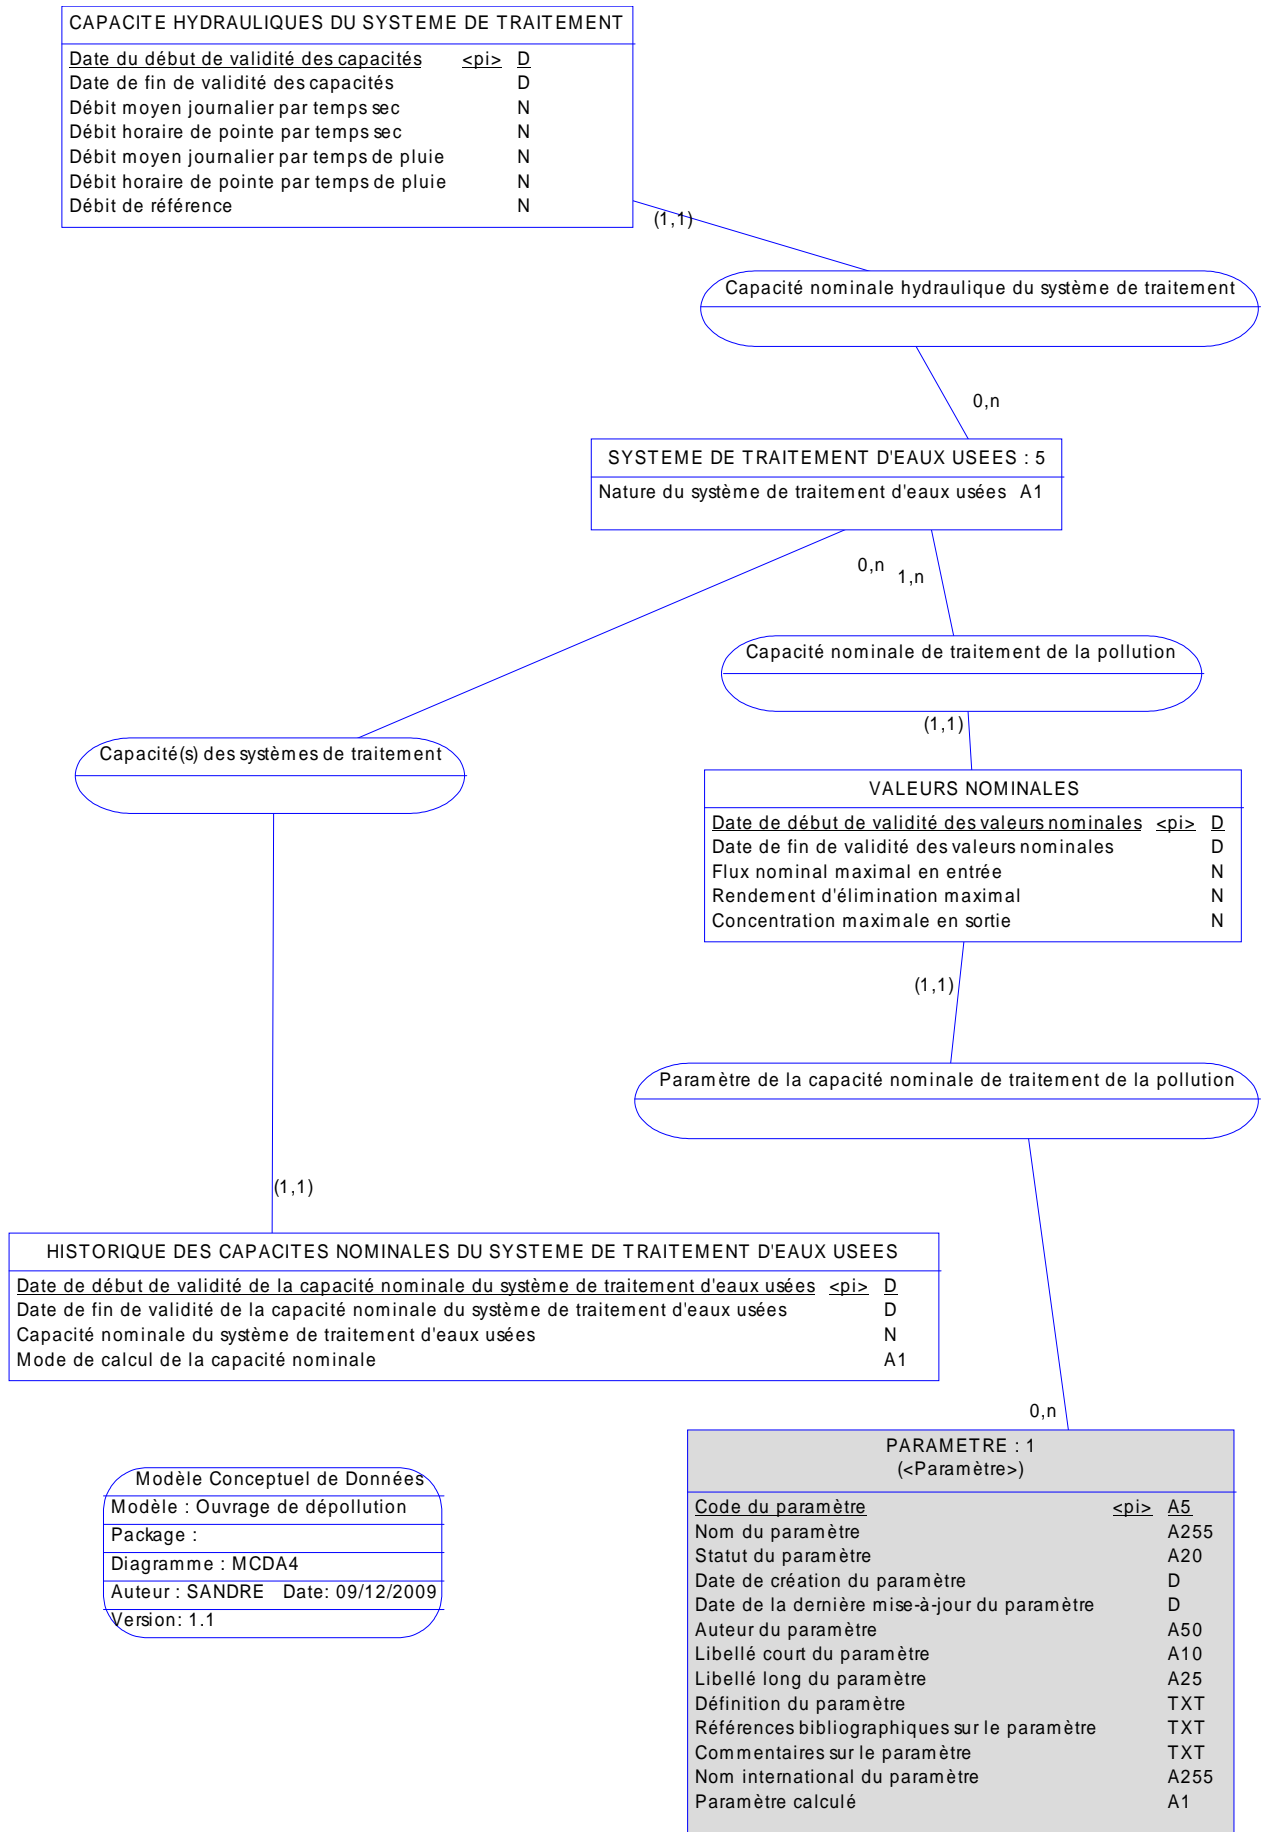 CAPACITE HYDRAULIQUES DU SYSTEME DE TRAITEMENT
Date du début de validité des capacités <pi> D
Date de fin de validité des capacités D
Débit moyen journalier par temps sec N
Débit horaire de pointe par temps sec N
Débit moyen journalier par temps de pluie N
Débit horaire de pointe par temps de pluie N
Débit de référence N
(1,1)
Capacité nominale hydraulique du système de traitement
0,n
SYSTEME DE TRAITEMENT D'EAUX USEES : 5
Nature du système de traitement d'eaux usées A1
0,n
1,n
Capacité nominale de traitement de la pollution
(1,1)
Capacité(s) des systèmes de traitement
VALEURS NOMINALES
Date de début de validité des valeurs nominales <pi> D
Date de fin de validité des valeurs nominales D
Flux nominal maximal en entrée N
Rendement d'élimination maximal N
Concentration maximale en sortie N
(1,1)
Paramètre de la capacité nominale de traitement de la pollution
(1,1)
HISTORIQUE DES CAPACITES NOMINALES DU SYSTEME DE TRAITEMENT D'EAUX USEES
Date de début de validité de la capacité nominale du système de traitement d'eaux usées <pi> D
Date de fin de validité de la capacité nominale du système de traitement d'eaux usées D
Capacité nominale du système de traitement d'eaux usées N
Mode de calcul de la capacité nominale A1
0,n
PARAMETRE : 1
(<Paramètre>)
Code du paramètre <pi> A5
Nom du paramètre A255
Statut du paramètre A20
Date de création du paramètre D
Date de la dernière mise-à-jour du paramètre D
Auteur du paramètre A50
Libellé court du paramètre A10
Libellé long du paramètre A25
Définition du paramètre TXT
Références bibliographiques sur le paramètre TXT
Commentaires sur le paramètre TXT
Nom international du paramètre A255
Paramètre calculé A1
Modèle Conceptuel de Données
Modèle : Ouvrage de dépollution
Package :
Diagramme : MCDA4
Auteur : SANDRE Date: 09/12/2009
Version: 1.1